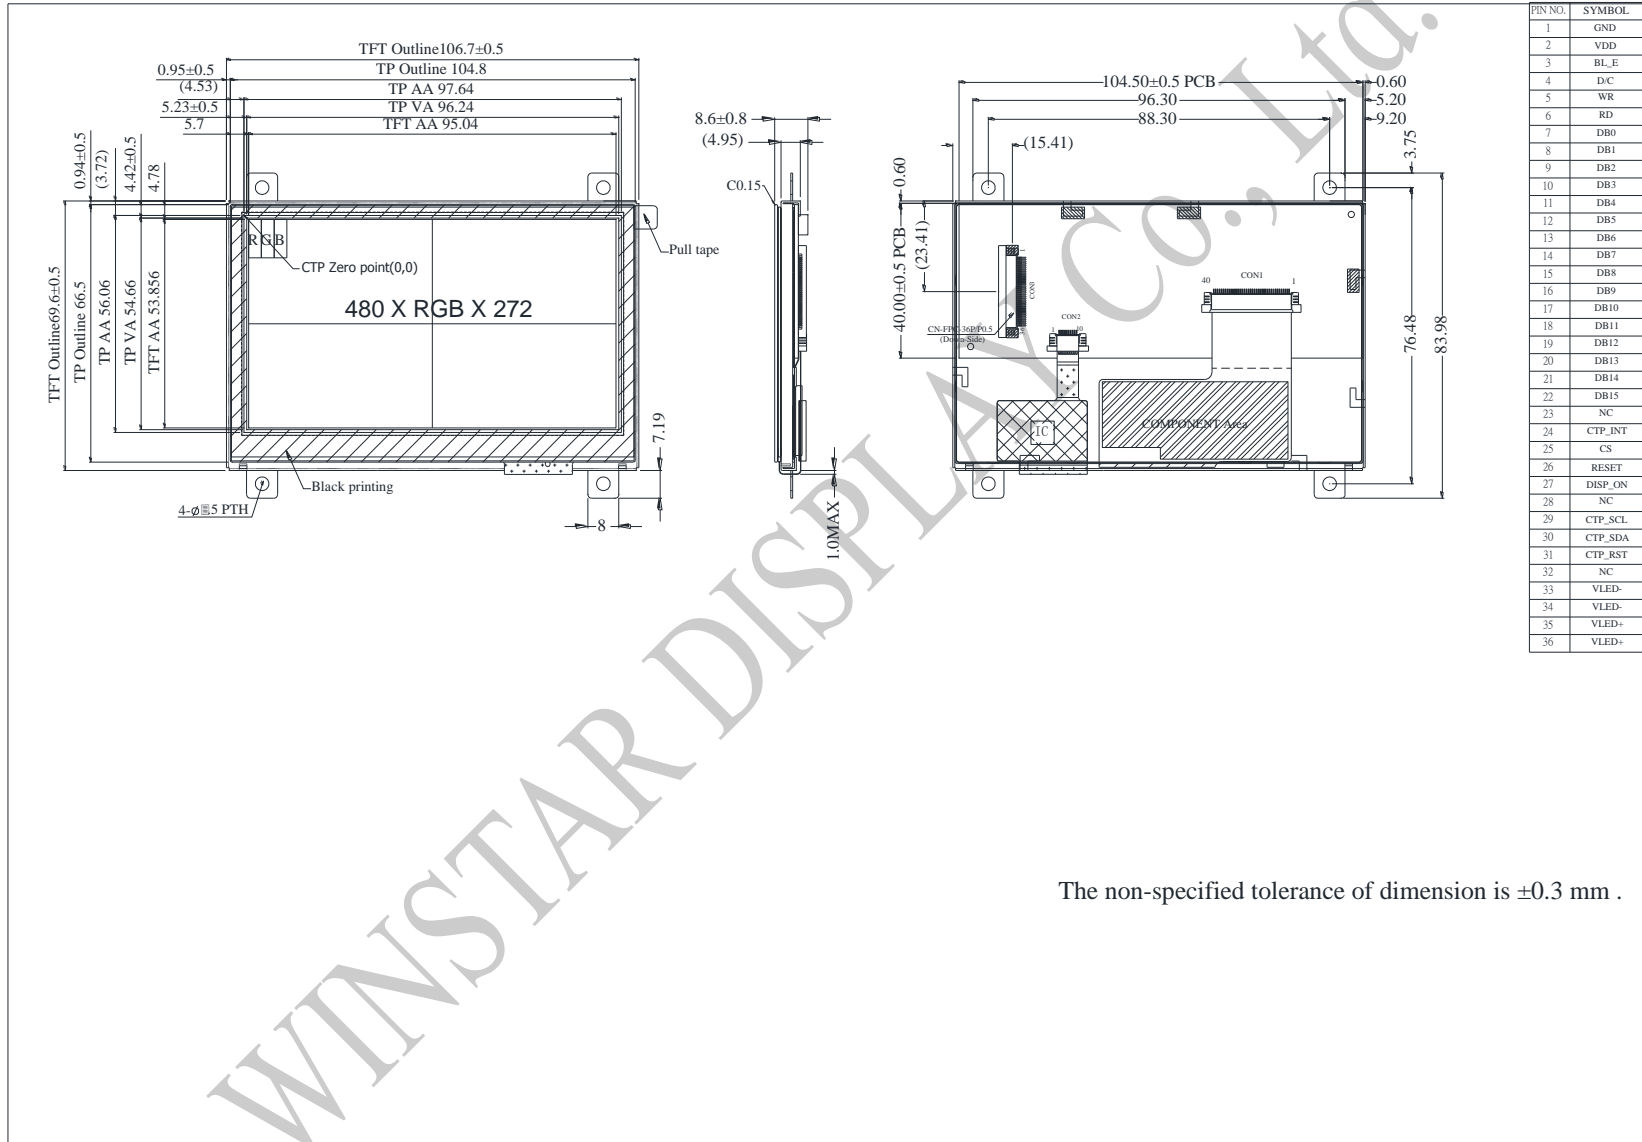 TFT Outline106.7±0.5
0.95±0.5
TP Outline 104.8
(4.53)
TP AA 97.64
5.23±0.5
TP VA 96.24
5.7
TFT AA 95.04
0.94±0.5
(3.72)
4.42±0.5
4.78
TFT Outline69.6±0.5
TP Outline 66.5
TP AA 56.06
TP VA 54.66
TFT AA 53.856
R G B
CTP Zero point(0,0)
480 X RGB X 272
Pull tape
Black printing
4-ø 5 PTH
7.19
8
8.6±0.8
(4.95)
C0.15
1.0MAX
104.50±0.5 PCB
0.60
96.30
5.20
88.30
9.20
(15.41)
3.75
0.60
40.00±0.5 PCB
(23.41)
1
CON3
CN-FPC-36P/P0.5
(Down-Side)
CON2
1 10
CON1
40 1
IC
COMPONENT Area
76.48
83.98
PIN NO. SYMBOL
1 GND
2 VDD
3 BL_E
4 D/C
5 WR
6 RD
7 DB0
8 DB1
9 DB2
10 DB3
11 DB4
12 DB5
13 DB6
14 DB7
15 DB8
16 DB9
17 DB10
18 DB11
19 DB12
20 DB13
21 DB14
22 DB15
23 NC
24 CTP_INT
25 CS
26 RESET
27 DISP_ON
28 NC
29 CTP_SCL
30 CTP_SDA
31 CTP_RST
32 NC
33 VLED-
34 VLED-
35 VLED+
36 VLED+
The non-specified tolerance of dimension is ±0.3 mm .
WINSTAR DISPLAY Co., Ltd.